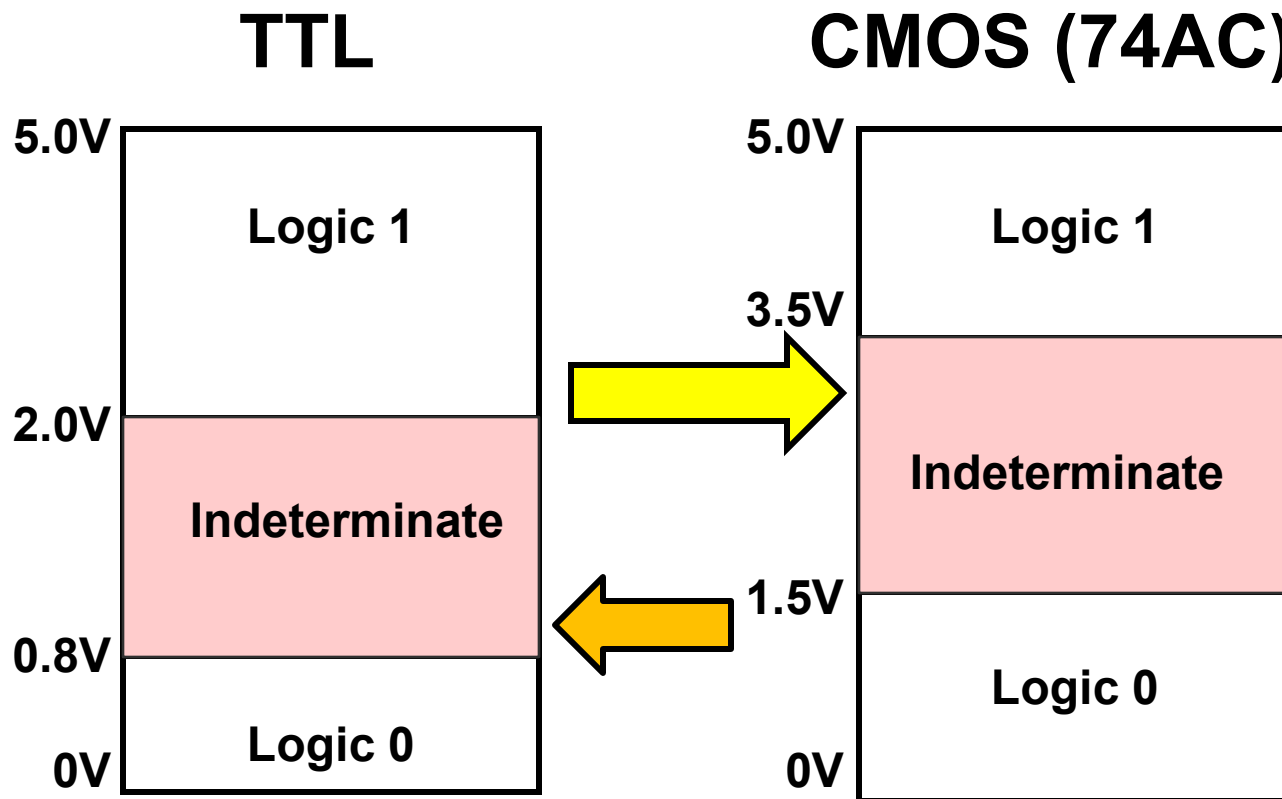 TTL
CMOS (74AC)
5.0V
Logic 1
2.0V
Indeterminate
0.8V
Logic 0
0V
5.0V
Logic 1
3.5V
Indeterminate
1.5V
Logic 0
0V